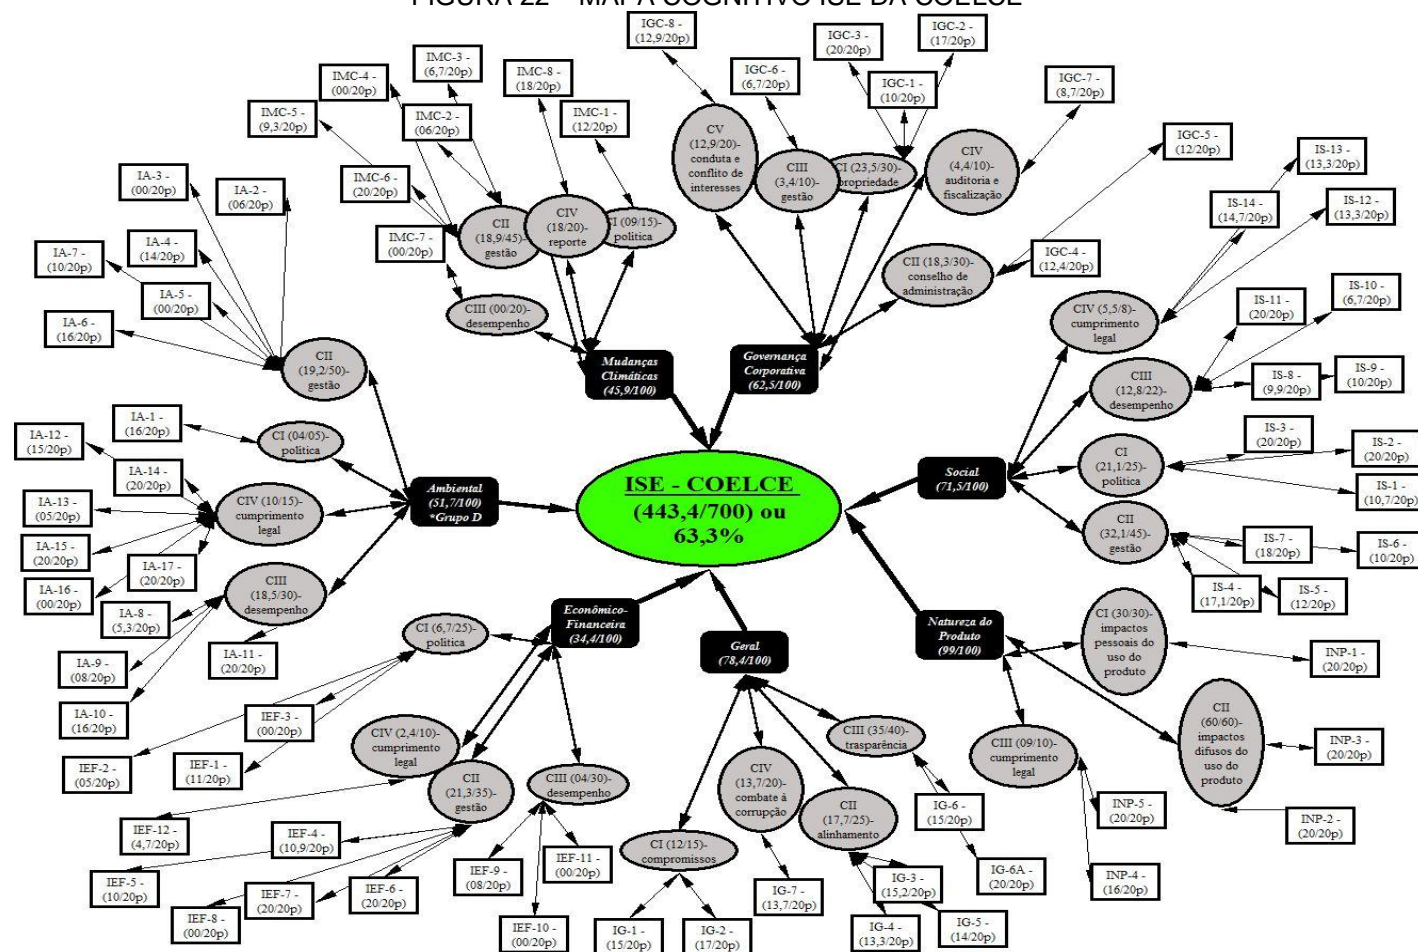 FIGURA 22 – MAPA COGNITIVO ISE DA COELCE
IGC-8 -
(12,9/20p)
IGC-3 -
(20/20p)
IGC-2 -
(17/20p)
IMC-4 -
(00/20p)
IMC-3 -
(6,7/20p)
IMC-8 -
(18/20p)
IGC-6 -
(6,7/20p)
IGC-1 -
(10/20p)
IGC-7 -
(8,7/20p)
IMC-5 -
(9,3/20p)
IMC-2 -
(06/20p)
IMC-1 -
(12/20p)
IGC-5 -
(12/20p)
IMC-6 -
(20/20p)
IMC-7 -
(00/20p)
CV
(12,9/20)-
conduta e
conflito de
interesses
CIII
(3,4/10)-
gestão
CI (23,5/30)-
propriedade
CIV
(4,4/10)-
auditoria e
fiscalização
CII (18,3/30)-
conselho de
administração
IGC-4 -
(12,4/20p)
CII
(18,9/45)-
gestão
CIV
(18/20)-
reporte
CI (09/15)-
política
CIII (00/20)-
desempenho
Mudanças
Climáticas
(45,9/100)
Governança
Corporativa
(62,5/100)
IA-3 -
(00/20p)
IA-2 -
(06/20p)
IA-7 -
(10/20p)
IA-4 -
(14/20p)
IA-5 -
(00/20p)
IA-6 -
(16/20p)
CII
(19,2/50)-
gestão
IA-1 -
(16/20p)
CI (04/05)-
política
IA-12 -
(15/20p)
IA-14 -
(20/20p)
IA-13 -
(05/20p)
CIV (10/15)-
cumprimento
legal
IA-15 -
(20/20p)
IA-17 -
(20/20p)
IA-16 -
(00/20p)
CIII
(18,5/30)-
desempenho
IA-8 -
(5,3/20p)
IA-9 -
(08/20p)
IA-11 -
(20/20p)
IA-10 -
(16/20p)
Ambiental
(51,7/100)
*Grupo D
ISE - COELCE
(443,4/700) ou
63,3%
Social
(71,5/100)
IS-13 -
(13,3/20p)
IS-14 -
(14,7/20p)
IS-12 -
(13,3/20p)
IS-11 -
(20/20p)
IS-10 -
(6,7/20p)
CIV (5,5/8)-
cumprimento
legal
CIII
(12,8/22)-
desempenho
IS-8 -
(9,9/20p)
IS-9 -
(10/20p)
CI
(21,1/25)-
política
IS-3 -
(20/20p)
IS-2 -
(20/20p)
IS-1 -
(10,7/20p)
CII
(32,1/45)-
gestão
IS-7 -
(18/20p)
IS-6 -
(10/20p)
IS-4 -
(17,1/20p)
IS-5 -
(12/20p)
Econômico-
Financeira
(34,4/100)
Geral
(78,4/100)
Natureza do
Produto
(99/100)
CI (6,7/25)-
política
IEF-3 -
(00/20p)
IEF-2 -
(05/20p)
IEF-1 -
(11/20p)
CIV (2,4/10)-
cumprimento
legal
CII
(21,3/35)-
gestão
CIII (04/30)-
desempenho
IEF-12 -
(4,7/20p)
IEF-4 -
(10,9/20p)
IEF-5 -
(10/20p)
IEF-7 -
(20/20p)
IEF-6 -
(20/20p)
IEF-8 -
(00/20p)
IEF-9 -
(08/20p)
IEF-11 -
(00/20p)
IEF-10 -
(00/20p)
CIII (35/40)-
trasparência
CIV
(13,7/20)-
combate à
corrupção
CII
(17,7/25)-
alinhamento
CI (12/15)-
compromissos
IG-6 -
(15/20p)
IG-6A -
(20/20p)
IG-7 -
(13,7/20p)
IG-3 -
(15,2/20p)
IG-1 -
(15/20p)
IG-2 -
(17/20p)
IG-4 -
(13,3/20p)
IG-5 -
(14/20p)
CI (30/30)-
impactos
pessoais do
uso do
produto
INP-1 -
(20/20p)
CII
(60/60)-
impactos
difusos do
uso do
produto
INP-3 -
(20/20p)
CIII (09/10)-
cumprimento
legal
INP-5 -
(20/20p)
INP-2 -
(20/20p)
INP-4 -
(16/20p)